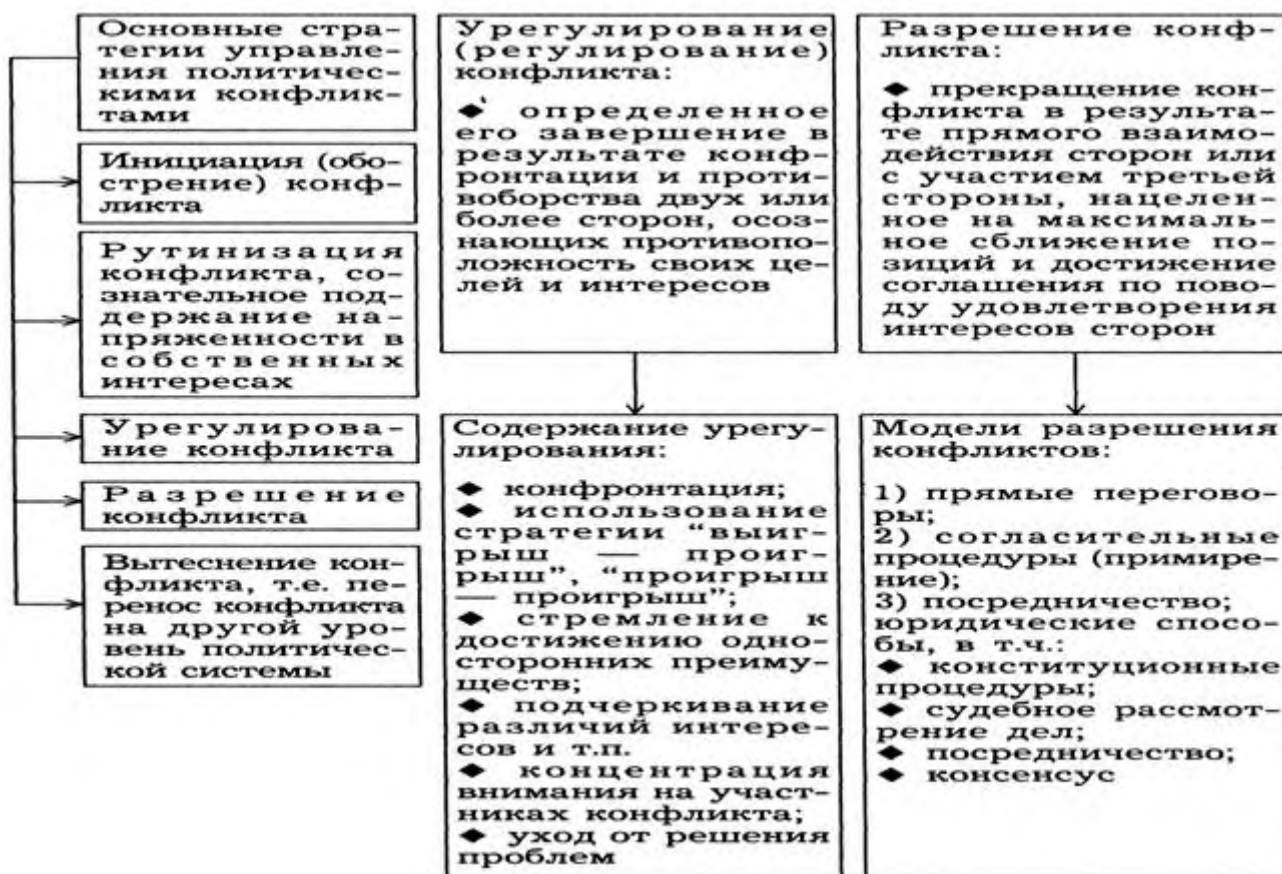 Основные стра-
тегии управле-
ния политичес-
кими конфлик-
тами
Инициация (обо-
стрение) конф-
ликта
Рутинизация
конфликта, со-
знательное под-
держание на-
пряженности в
собственных
интересах
Урегулирова-
ние конфликта
Разрешение
конфликта
Вытеснение кон-
фликта, т.е. пе-
ренос конфликта
на другой уро-
вень политичес-
кой системы
Урегулирование
(регулирование)
конфликта:
◆ определенное
его завершение в
результате конф-
ронтации и проти-
воборства двух или
более сторон, осоз-
нающих противопо-
ложность своих це-
лей и интересов
Содержание урегу-
лирования:
◆ конфронтация;
◆ использование
стратегии “выиг-
рыш — проиг-
рыш”, “проигрыш
— проигрыш”;
◆ стремление к
достижению одно-
сторонних преиму-
ществ;
◆ подчеркивание
различий интере-
сов и т.п.
◆ концентрация
внимания на участ-
никах конфликта;
◆ уход от решения
проблем
Разрешение конф-
ликта:
◆ прекращение кон-
фликта в результа-
те прямого взаимо-
действия сторон или
с участием третьей
стороны, нацелен-
ное на максималь-
ное сближение по-
зиций и достижение
соглашения по пово-
ду удовлетворения
интересов сторон
Модели разрешения
конфликтов:
1) прямые перегово-
ры;
2) согласительные
процедуры (примире-
ние);
3) посредничество;
юридические спосо-
бы, в т.ч.:
◆ конституционные
процедуры;
◆ судебное рассмот-
рение дел;
◆ посредничество;
◆ консенсус